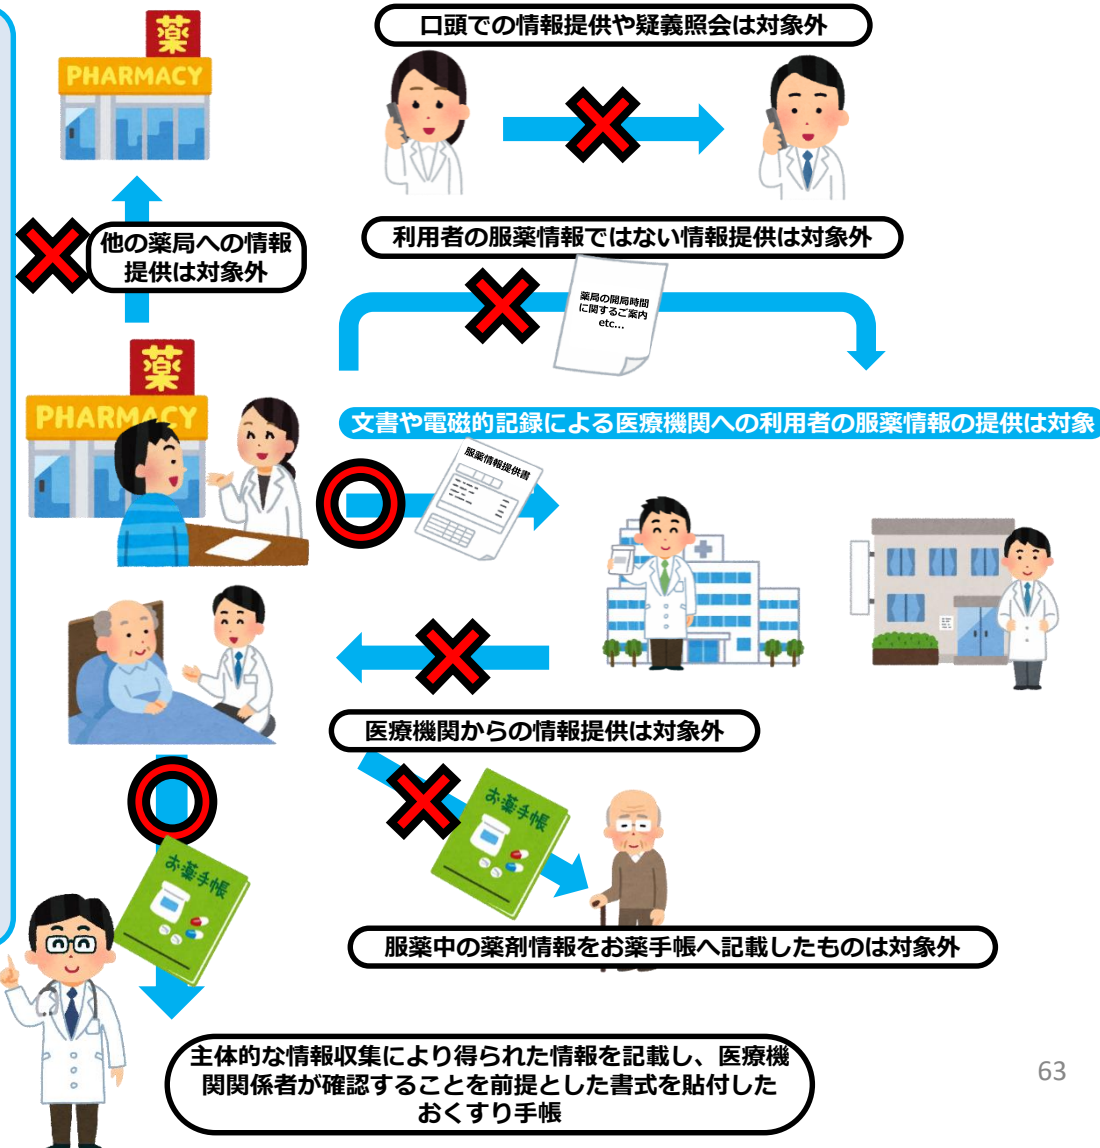 薬
PHARMACY
口頭での情報提供や疑義照会は対象外
他の薬局への情報
提供は対象外
利用者の服薬情報ではない情報提供は対象外
薬局の開局時間
に関するご案内
etc...
薬
PHARMACY
文書や電磁的記録による医療機関への利用者の服薬情報の提供は対象
服薬情報提供書
医療機関からの情報提供は対象外
お薬手帳
お薬手帳
服薬中の薬剤情報をお薬手帳へ記載したものは対象外
主体的な情報収集により得られた情報を記載し、医療機
関関係者が確認することを前提とした書式を貼付した
おくすり手帳
63